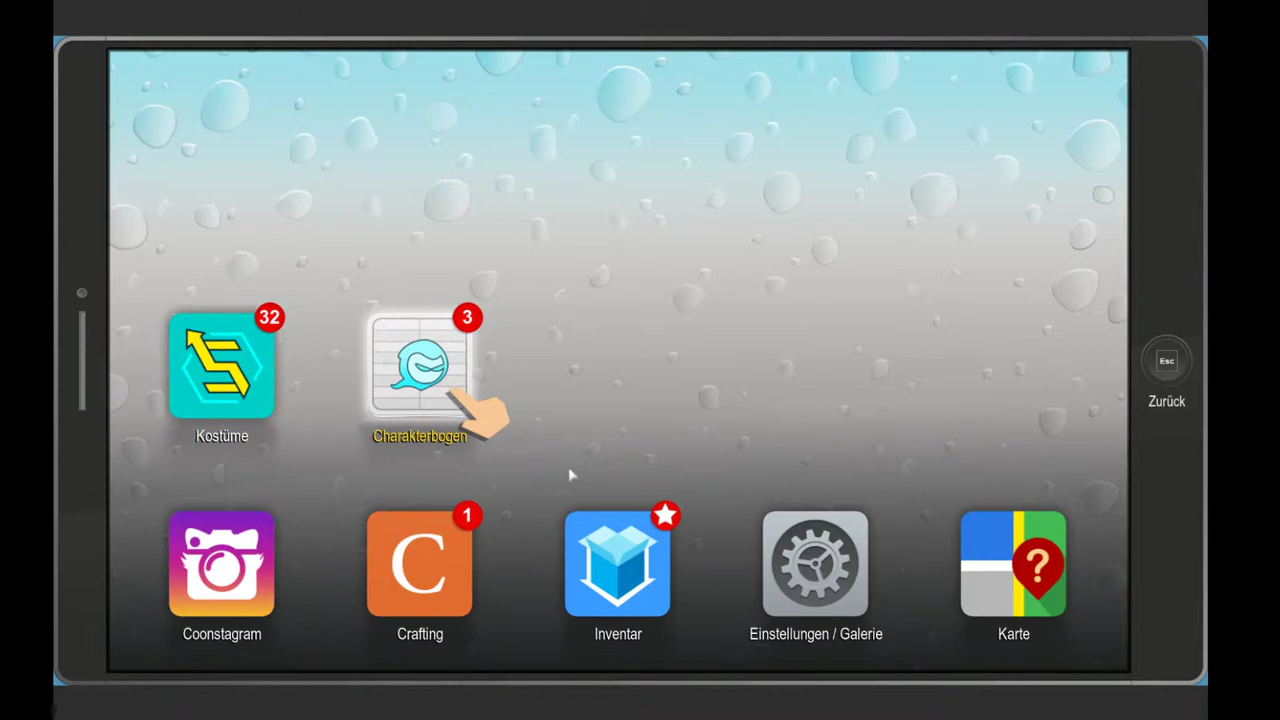 32
3
Kostüme
Charakterbogen
Esc
Zurück
1
C
?
Coonstagram
Crafting
Inventar
Einstellungen / Galerie
Karte